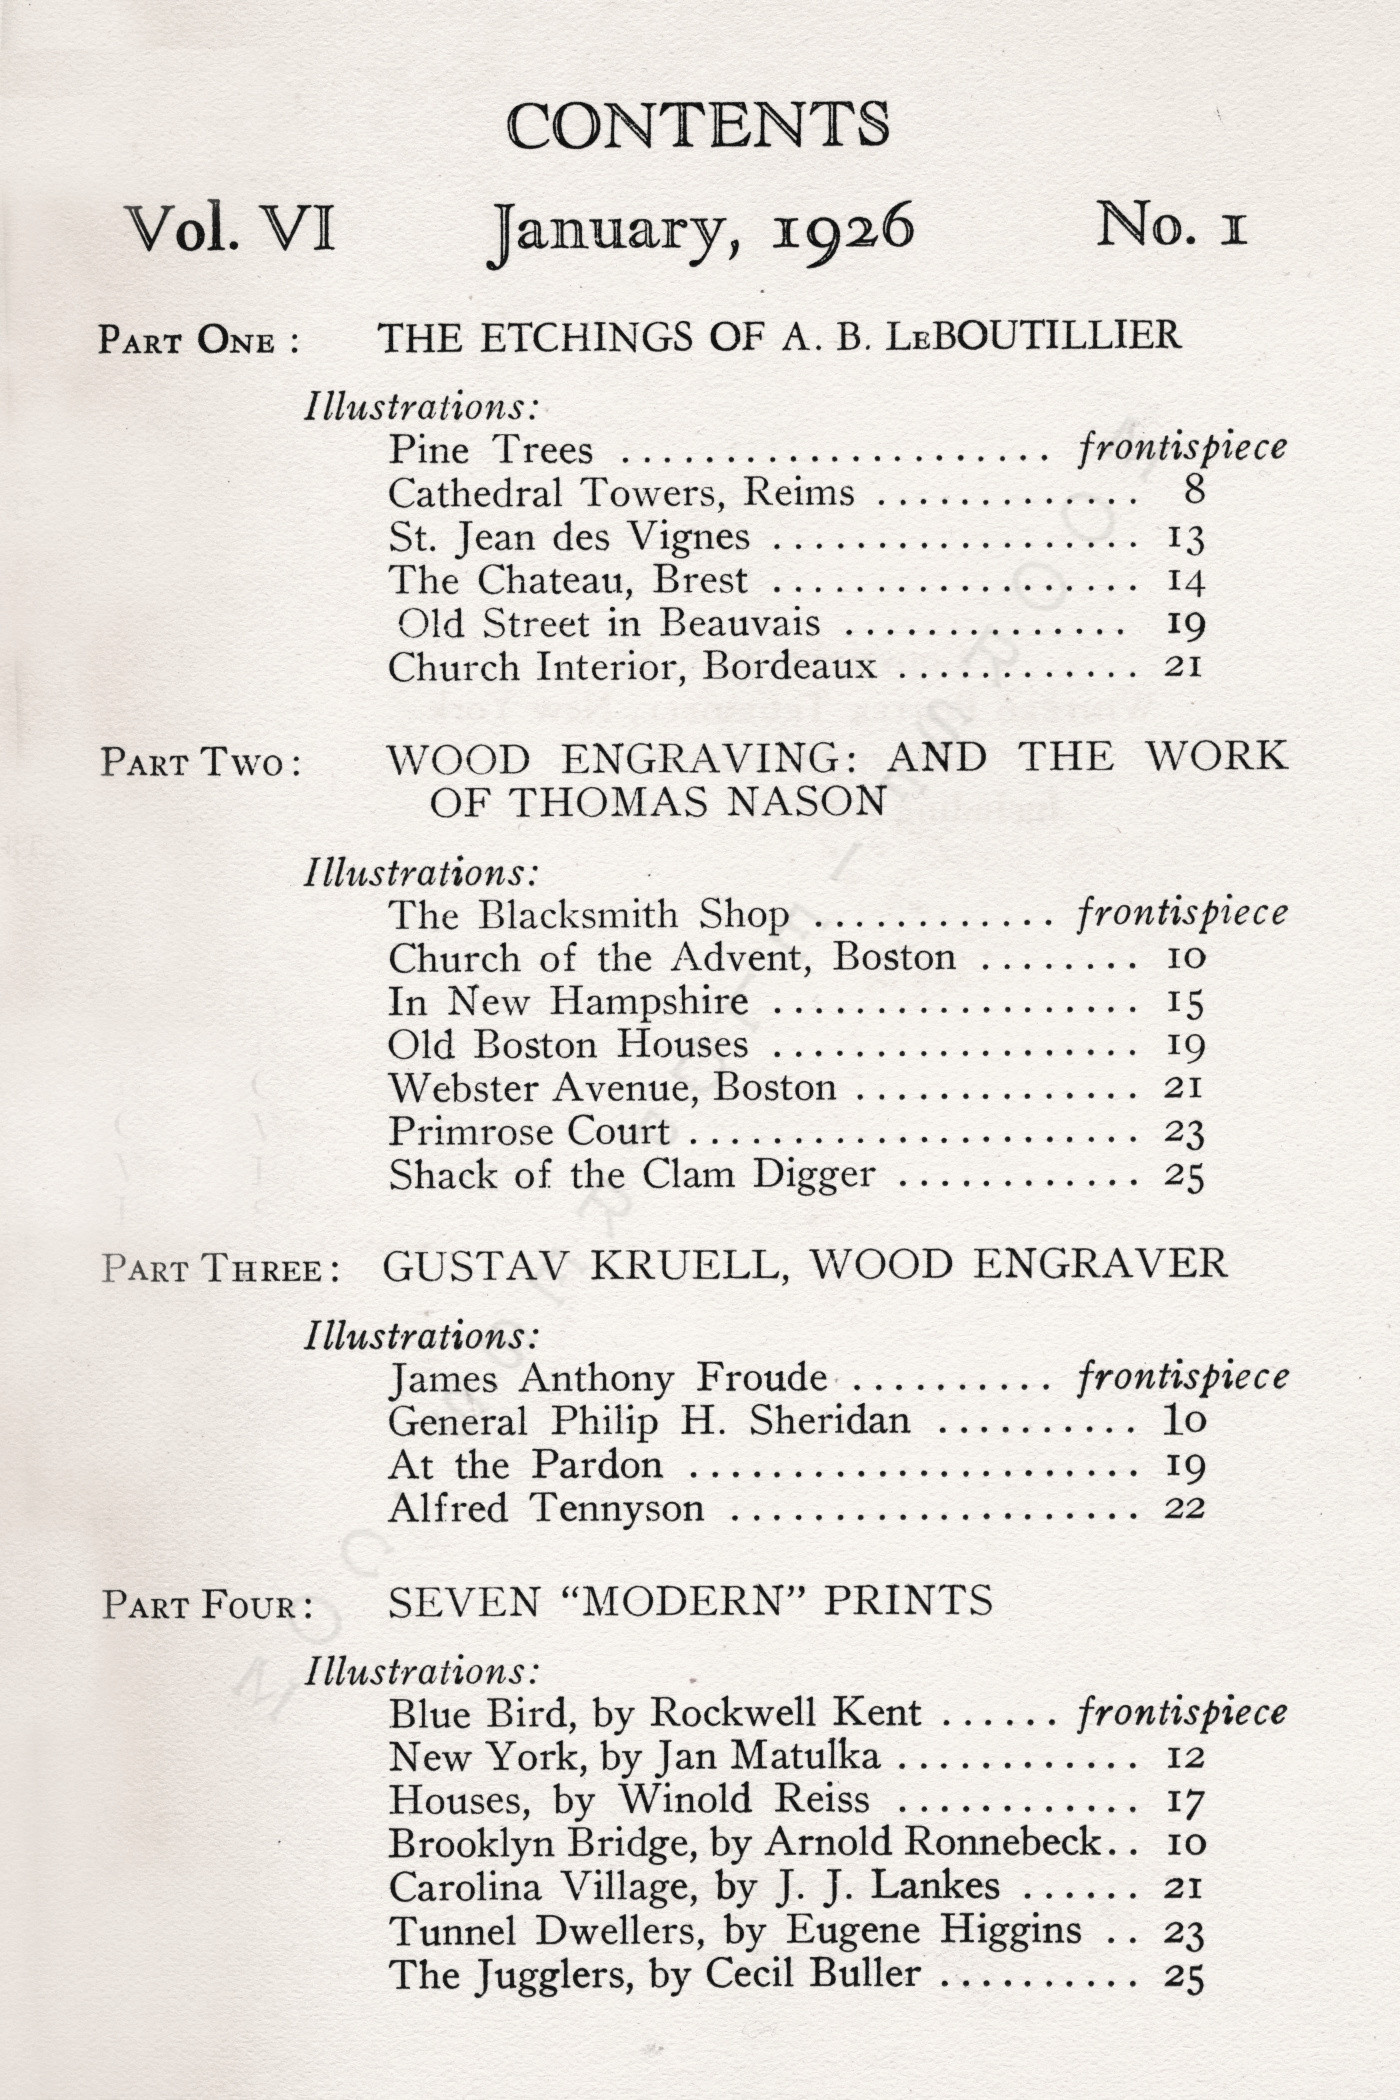 CONTENTS
Vol. VI January, 1926 No. 1
PART ONE : THE ETCHINGS OF A. B. LeBOUTILLIER
Illustrations:
Pine Trees ..................... frontispiece
Cathedral Towers, Reims ............. 8
St. Jean des Vignes .................. 13
The Chateau, Brest .................. 14
Old Street in Beauvais .............. 19
Church Interior, Bordeaux ............ 21
PART TWO: WOOD ENGRAVING: AND THE WORK
OF THOMAS NASON
Illustrations:
The Blacksmith Shop ............ frontispiece
Church of the Advent, Boston ........ 10
In New Hampshire .................. 15
Old Boston Houses .................. 19
Webster Avenue, Boston .............. 21
Primrose Court ...................... 23
Shack of the Clam Digger ............ 25
PART THREE: GUSTAV KRUELL, WOOD ENGRAVER
Illustrations:
James Anthony Froude .......... frontispiece
General Philip H. Sheridan .......... 10
At the Pardon ...................... 19
Alfred Tennyson .................... 22
PART FOUR: SEVEN “MODERN” PRINTS
Illustrations:
Blue Bird, by Rockwell Kent ...... frontispiece
New York, by Jan Matulka ............ 12
Houses, by Winold Reiss ............ 17
Brooklyn Bridge, by Arnold Ronnebeck.. 10
Carolina Village, by J. J. Lankes ...... 21
Tunnel Dwellers, by Eugene Higgins .. 23
The Jugglers, by Cecil Buller .......... 25